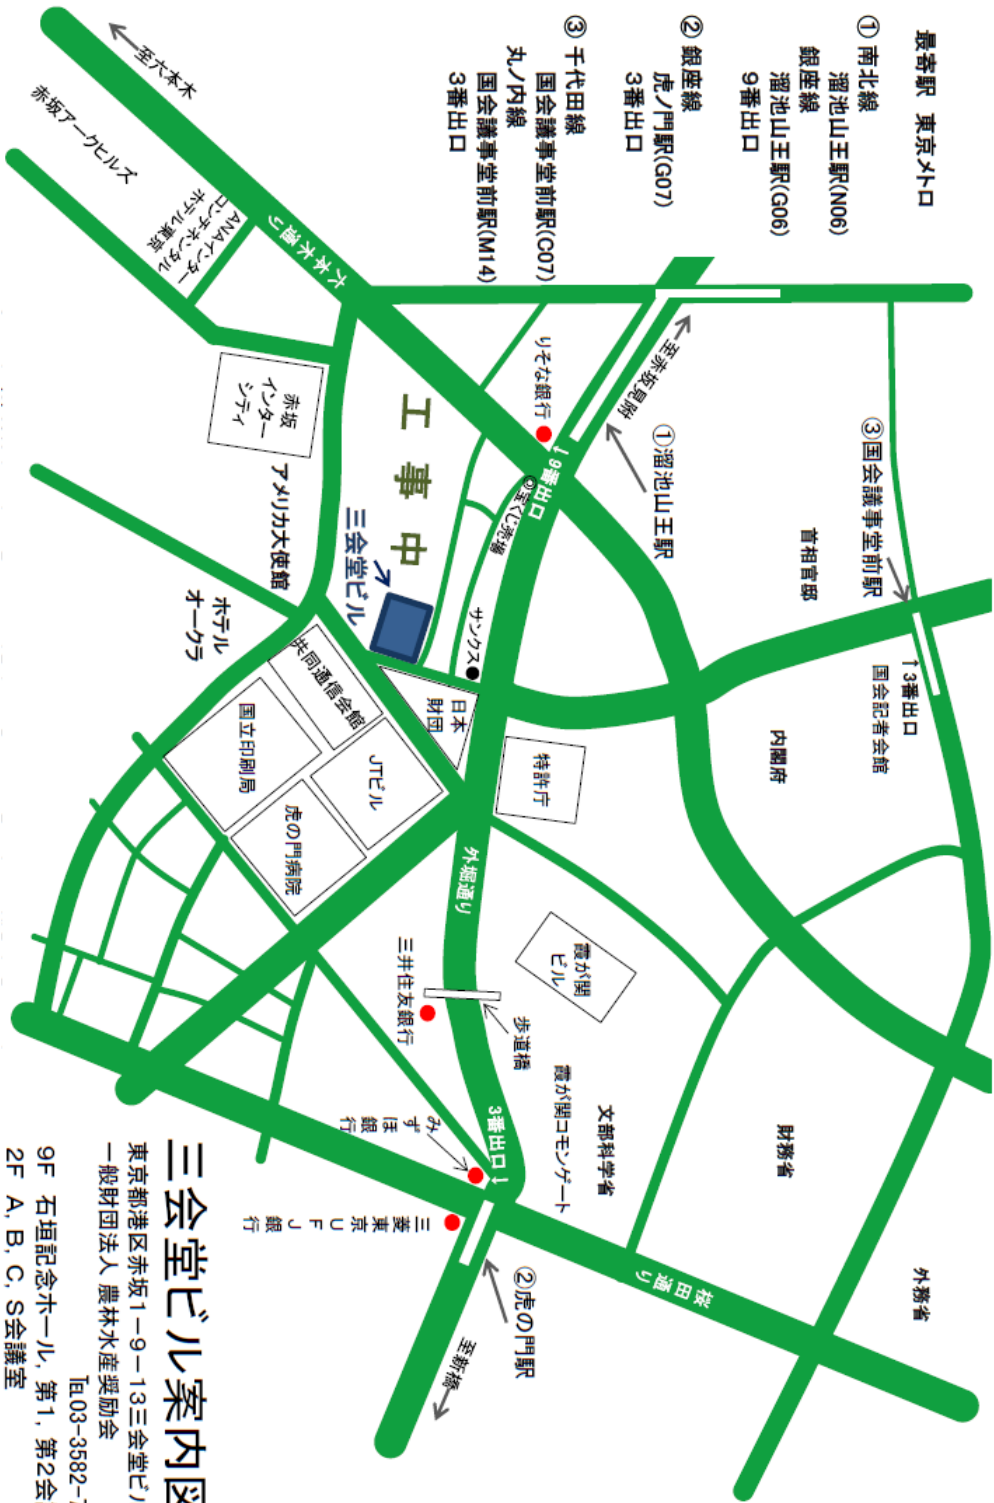 最寄駅 東京メトロ
① 南北線
溜池山王駅(N06)
銀座線
溜池山王駅(G06)
9番出口
② 銀座線
虎ノ門駅(G07)
3番出口
③ 千代田線
国会議事堂前駅(C07)
丸ノ内線
国会議事堂前駅(M14)
3番出口
至六本木
赤坂アークヒルズ
ANAインター
コンチネンタル
ホテル東京
六本木通り
至赤坂見附
りそな銀行
①溜池山王駅
9番出口
↑
◎宝くじ売場
③国会議事堂前駅
首相官邸
↑3番出口
国会記者会館
内閣府
赤坂
インター
シティ
工事中
アメリカ大使館
三会堂ビル
サンクス
ホテル
オークラ
共同通信会館
日本
財団
特許庁
国立印刷局
JTビル
虎の門病院
外堀通り
霞が関
ビル
三井住友銀行
歩道橋
霞が関コモンゲート
文部科学省
財務省
外務省
みずほ銀行
3番出口
↑
三菱東京UFJ銀行
②虎の門駅
桜田通り
至新橋
三会堂ビル案内図
東京都港区赤坂1-9-13三会堂ビル
一般財団法人 農林水産奨励会
TEL03-3582-7
9F 石垣記念ホール, 第1, 第2会
2F A, B, C, S会議室